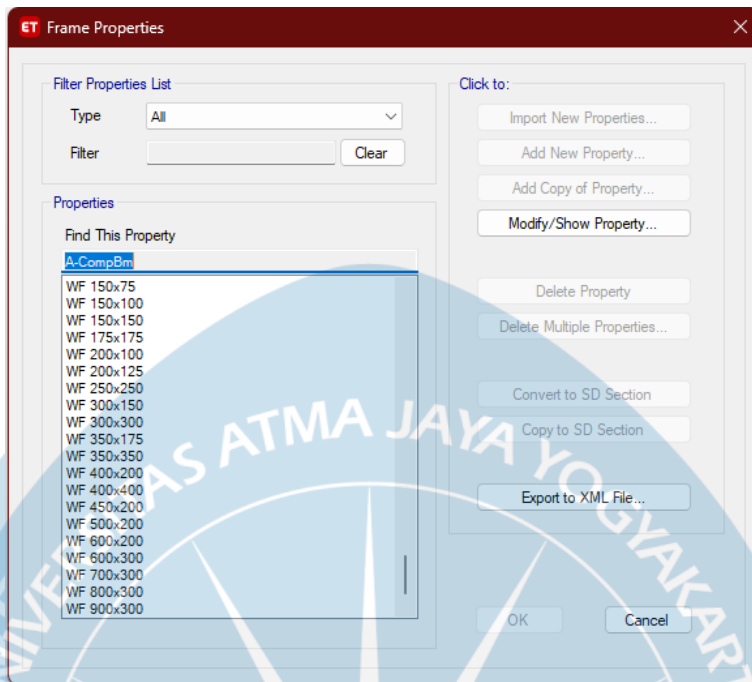 ET Frame Properties
Filter Properties List
Type All
Filter Clear
Properties
Find This Property
A-CompBm
WF 150x75
WF 150x100
WF 150x150
WF 175x175
WF 200x100
WF 200x125
WF 250x250
WF 300x150
WF 300x300
WF 350x175
WF 350x350
WF 400x200
WF 400x400
WF 450x200
WF 500x200
WF 600x200
WF 600x300
WF 700x300
WF 800x300
WF 900x300
Click to:
Import New Properties...
Add New Property...
Add Copy of Property...
Modify/Show Property...
Delete Property
Delete Multiple Properties...
Convert to SD Section
Copy to SD Section
Export to XML File...
OK Cancel
ATMA JAYA YOGYAKAR